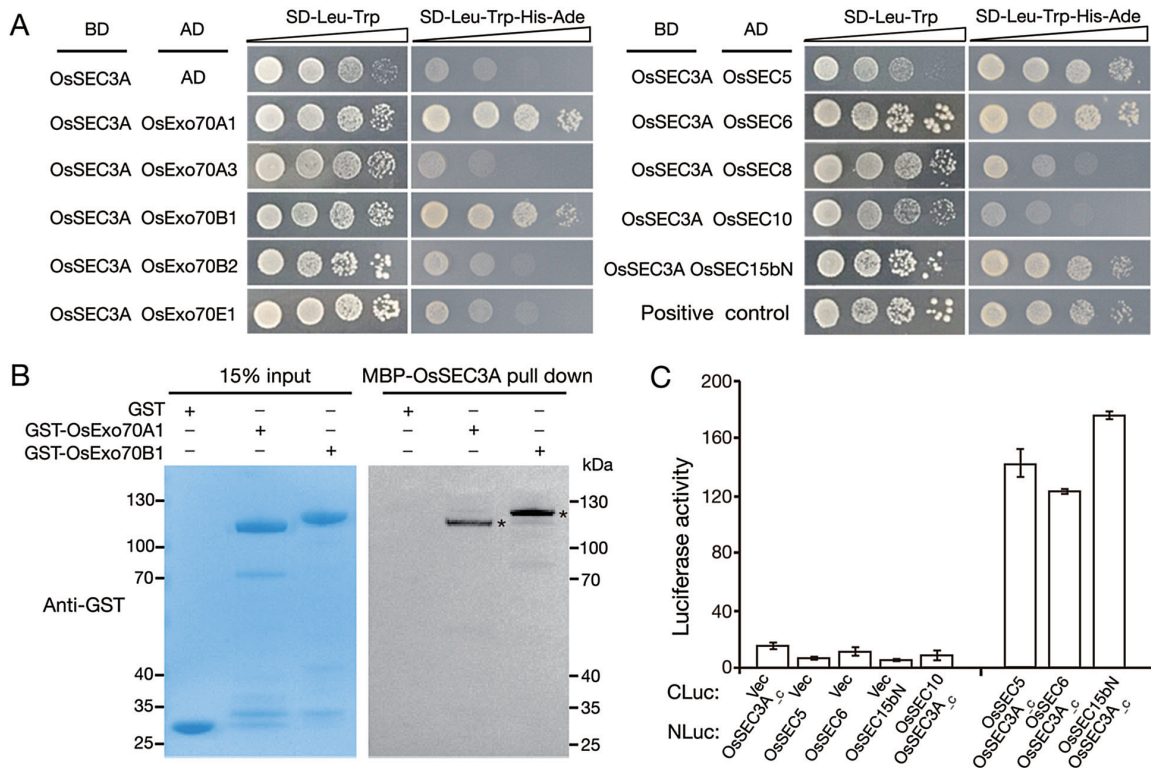 A
BD AD SD-Leu-Trp SD-Leu-Trp-His-Ade
OsSEC3A AD
OsSEC3A OsExo70A1
OsSEC3A OsExo70A3
OsSEC3A OsExo70B1
OsSEC3A OsExo70B2
OsSEC3A OsExo70E1
BD AD SD-Leu-Trp SD-Leu-Trp-His-Ade
OsSEC3A OsSEC5
OsSEC3A OsSEC6
OsSEC3A OsSEC8
OsSEC3A OsSEC10
OsSEC3A OsSEC15bN
Positive control
B
15% input MBP-OsSEC3A pull down
GST + − − + − −
GST-OsExo70A1 − + − − + −
GST-OsExo70B1 − − + − − +
kDa
130
100
70
40
35
25
Anti-GST
* *
130
100
70
40
35
25
C
Luciferase activity
200
160
120
80
40
0
CLuc: Vec Vec Vec Vec OsSEC10 OsSEC5 OsSEC6 OsSEC15bN
NLuc: OsSEC3A_C OsSEC5 OsSEC6 OsSEC15bN OsSEC3A_C OsSEC3A_C OsSEC3A_C OsSEC3A_C